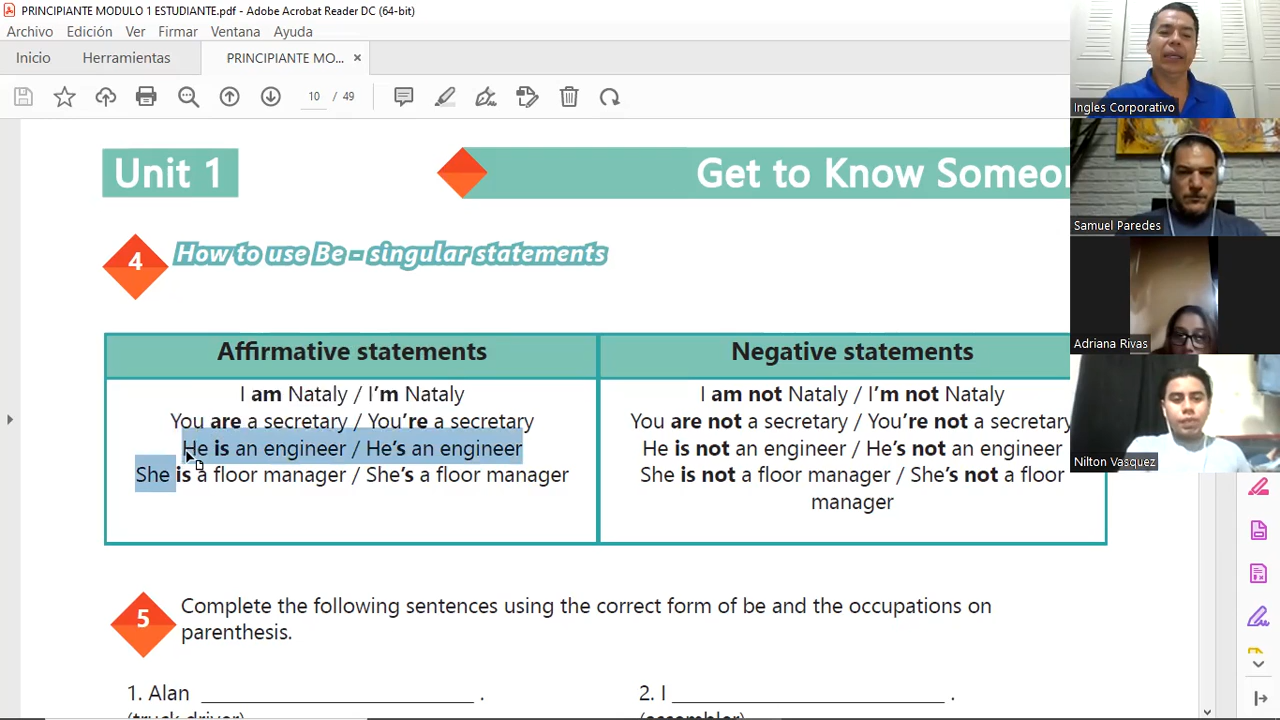 PRINCIPIANTE MODULO 1 ESTUDIANTE.pdf - Adobe Acrobat Reader DC (64-bit)
Archivo Edición Ver Firmar Ventana Ayuda
Inicio Herramientas PRINCIPIANTE MO... ×
10 / 49
Unit 1
Get to Know Someo
4 How to use Be - singular statements
Affirmative statements
I am Nataly / I'm Nataly
You are a secretary / You're a secretary
He is an engineer / He's an engineer
She is a floor manager / She's a floor manager
Negative statements
I am not Nataly / I'm not Nataly
You are not a secretary / You're not a secretary
He is not an engineer / He's not an engineer
She is not a floor manager / She's not a floor
manager
5 Complete the following sentences using the correct form of be and the occupations on
parenthesis.
1. Alan ______________________ .
(truck driver)
2. I ______________________ .
(assembler)
Ingles Corporativo
Samuel Paredes
Adriana Rivas
Nilton Vasquez